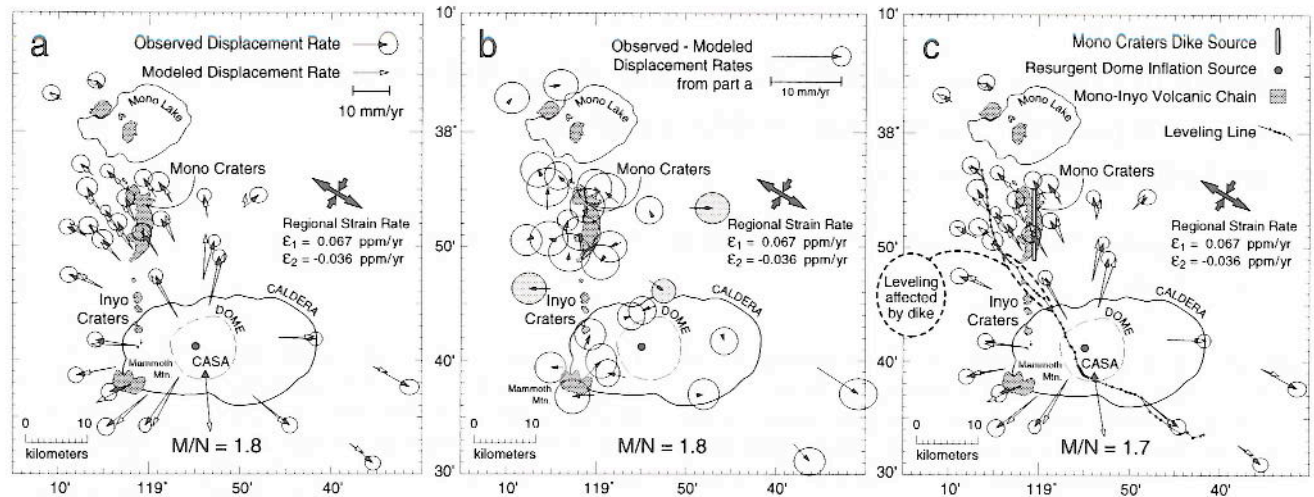 a
Observed Displacement Rate
Modeled Displacement Rate
10 mm/yr
Mono Lake
Mono Craters
Regional Strain Rate
Ɛ1 = 0.067 ppm/yr
Ɛ2 = -0.036 ppm/yr
Inyo
Craters
CALDERA
DOME
CASA
Mammoth
Mtn.
0 10
kilometers
M/N = 1.8
10' 119° 50' 40'
10'
38°
50'
40'
30'
b
Observed - Modeled
Displacement Rates
from part a
10 mm/yr
Mono Lake
Mono Craters
Regional Strain Rate
Ɛ1 = 0.067 ppm/yr
Ɛ2 = -0.036 ppm/yr
Inyo
Craters
CALDERA
DOME
Mammoth
Mtn.
0 10
kilometers
M/N = 1.8
10' 119° 50' 40'
10'
38°
50'
40'
30'
c
Mono Craters Dike Source
Resurgent Dome Inflation Source
Mono-Inyo Volcanic Chain
Leveling Line
Mono Lake
Mono Craters
Regional Strain Rate
Ɛ1 = 0.067 ppm/yr
Ɛ2 = -0.036 ppm/yr
Leveling
affected
by dike
Inyo
Craters
CALDERA
DOME
CASA
Mammoth
Mtn.
0 10
kilometers
M/N = 1.7
10' 119° 50' 40'